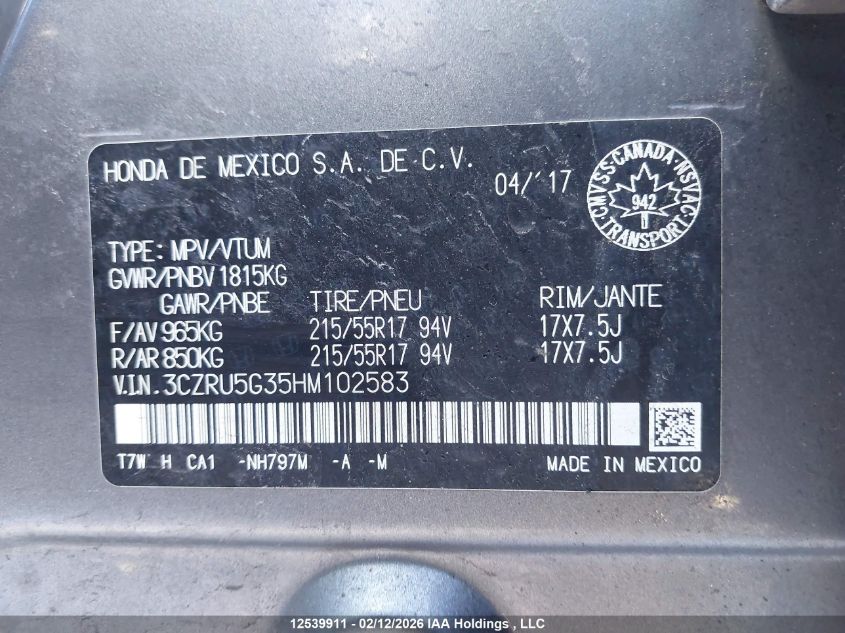 HONDA DE MEXICO S.A. DE C.V.
04/'17
CMVSS·CANADA·NSVAC
942
TRANSPORT
TYPE: MPV/VTUM
GVWR/PNBV 1815KG
GAWR/PNBE TIRE/PNEU RIM/JANTE
F/AV 965KG 215/55R17 94V 17X7.5J
R/AR 850KG 215/55R17 94V 17X7.5J
V.I.N. 3CZRU5G35HM102583
T7W H CA1 -NH797M -A -M MADE IN MEXICO
12539911 - 02/12/2026 IAA Holdings , LLC